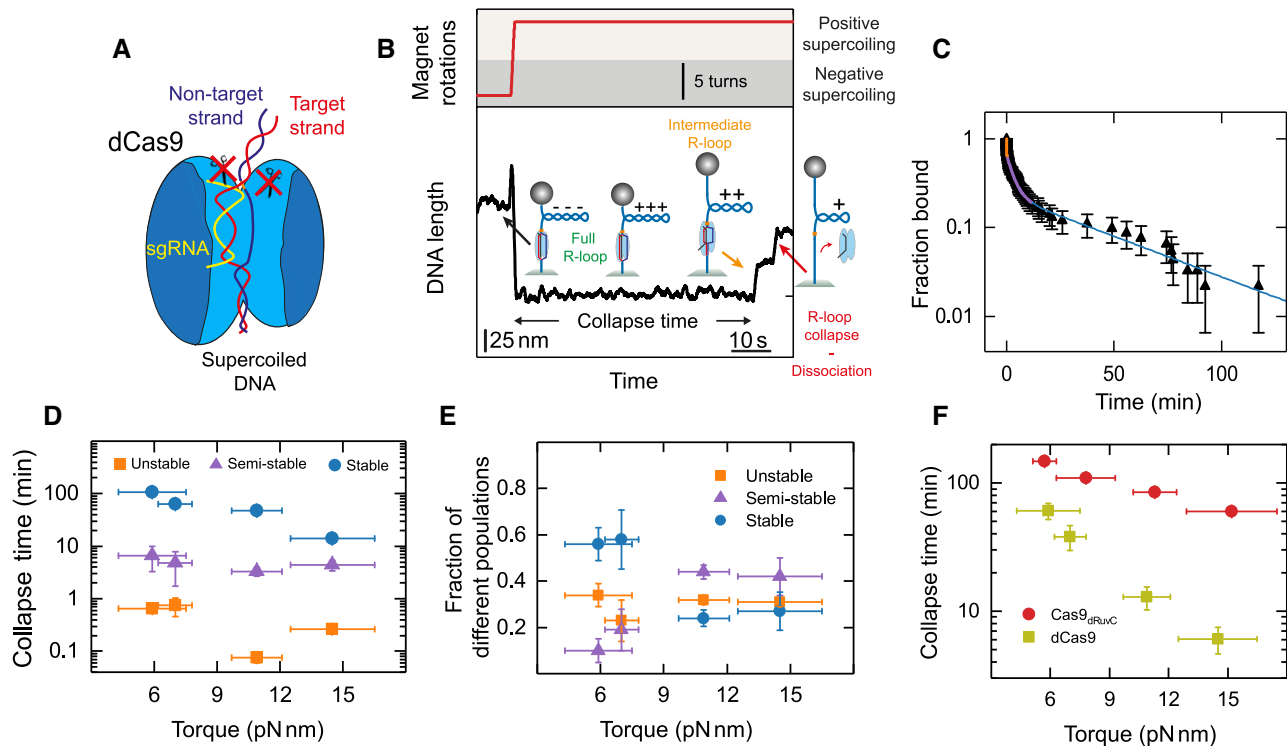 A
Non-target
strand
Target
strand
dCas9
sgRNA
Supercoiled
DNA
B
Magnet
rotations
5 turns
Positive
supercoiling
Negative
supercoiling
DNA length
Intermediate
R-loop
- - -
+++
++
+
Full
R-loop
Collapse time
25 nm
10 s
R-loop
collapse
-
Dissociation
Time
C
Fraction bound
1
0.1
0.01
0 50 100
Time (min)
D
Collapse time (min)
Unstable Semi-stable Stable
100
10
1
0.1
6 9 12 15
Torque (pN nm)
E
Fraction of
different populations
Unstable
Semi-stable
Stable
0.8
0.6
0.4
0.2
6 9 12 15
Torque (pN nm)
F
Collapse time (min)
100
10
Cas9dRuvC
dCas9
6 9 12 15
Torque (pN nm)